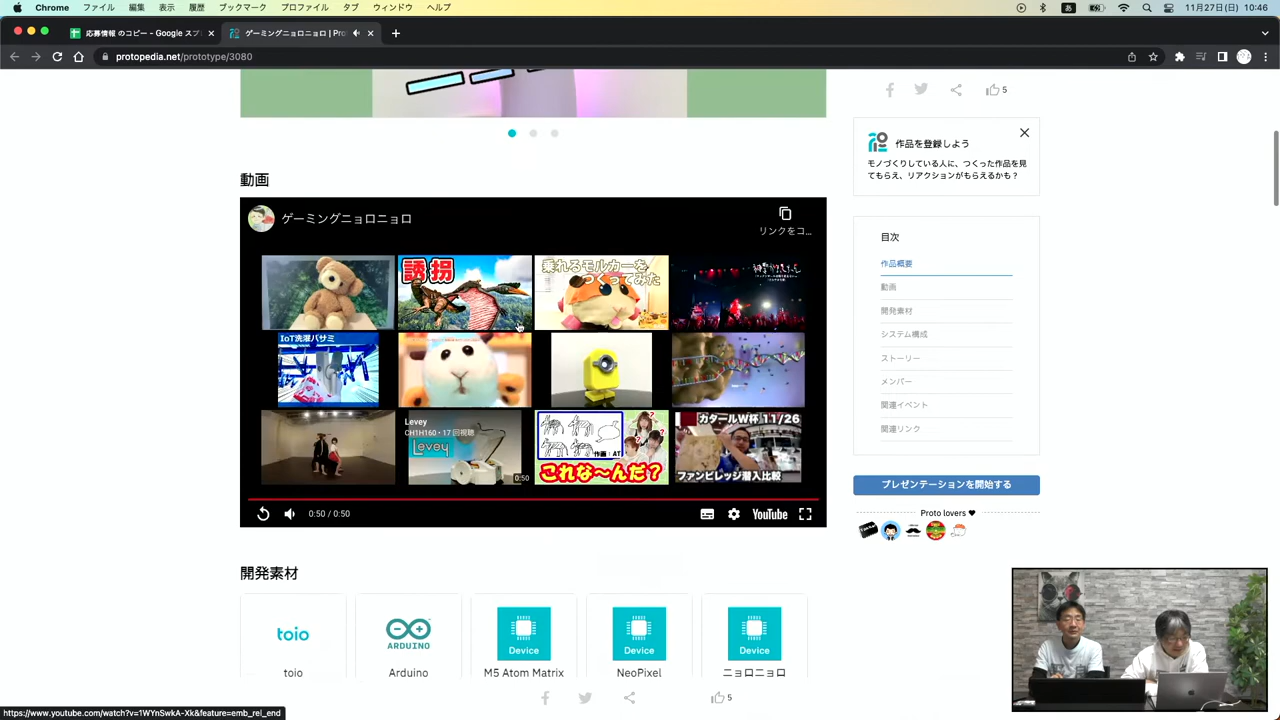 Chrome ファイル 編集 表示 履歴 ブックマーク プロファイル タブ ウィンドウ ヘルプ
あ 11月27日(日) 10:46
応募情報 のコピー - Google スプ
ゲーミングニョロニョロ | Pro
protopedia.net/prototype/3080
5
作品を登録しよう
モノづくりしている人に、つくった作品を見
てもらえ、リアクションがもらえるかも？
動画
ゲーミングニョロニョロ
リンクをコ...
誘拐
乗れるモルカーを
つくってみた
IoT洗濯バサミ
Levey
CH1H160・17 回視聴
Levey
0:50
作画：AT
これな〜んだ？
カタールW杯 11/26
ファンビレッジ潜入比較
0:50 / 0:50
YouTube
目次
作品概要
動画
開発素材
システム構成
ストーリー
メンバー
関連イベント
関連リンク
プレゼンテーションを開始する
Proto lovers ♥
開発素材
toio
ARDUINO
Device
Device
Device
toio
Arduino
M5 Atom Matrix
NeoPixel
ニョロニョロ
5
https://www.youtube.com/watch?v=1WYnSwkA-Xk&feature=emb_rel_end